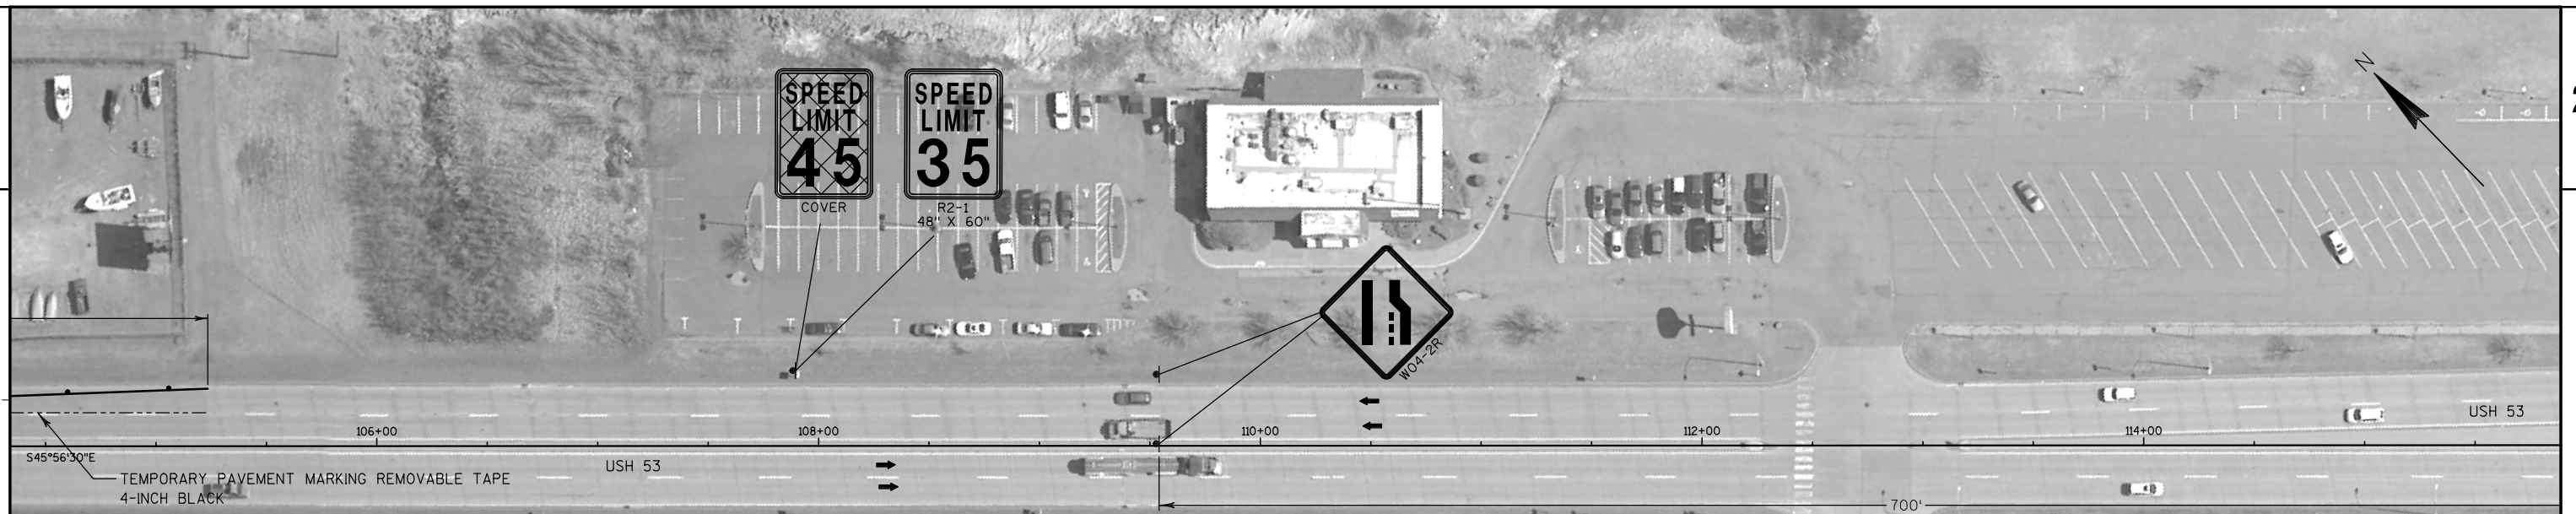 N
SPEED
LIMIT
45
COVER
SPEED
LIMIT
35
R2-1
48" X 60"
W04-2R
USH 53
106+00
108+00
110+00
112+00
114+00
S45°56'30"E
USH 53
TEMPORARY PAVEMENT MARKING REMOVABLE TAPE
4-INCH BLACK
700'